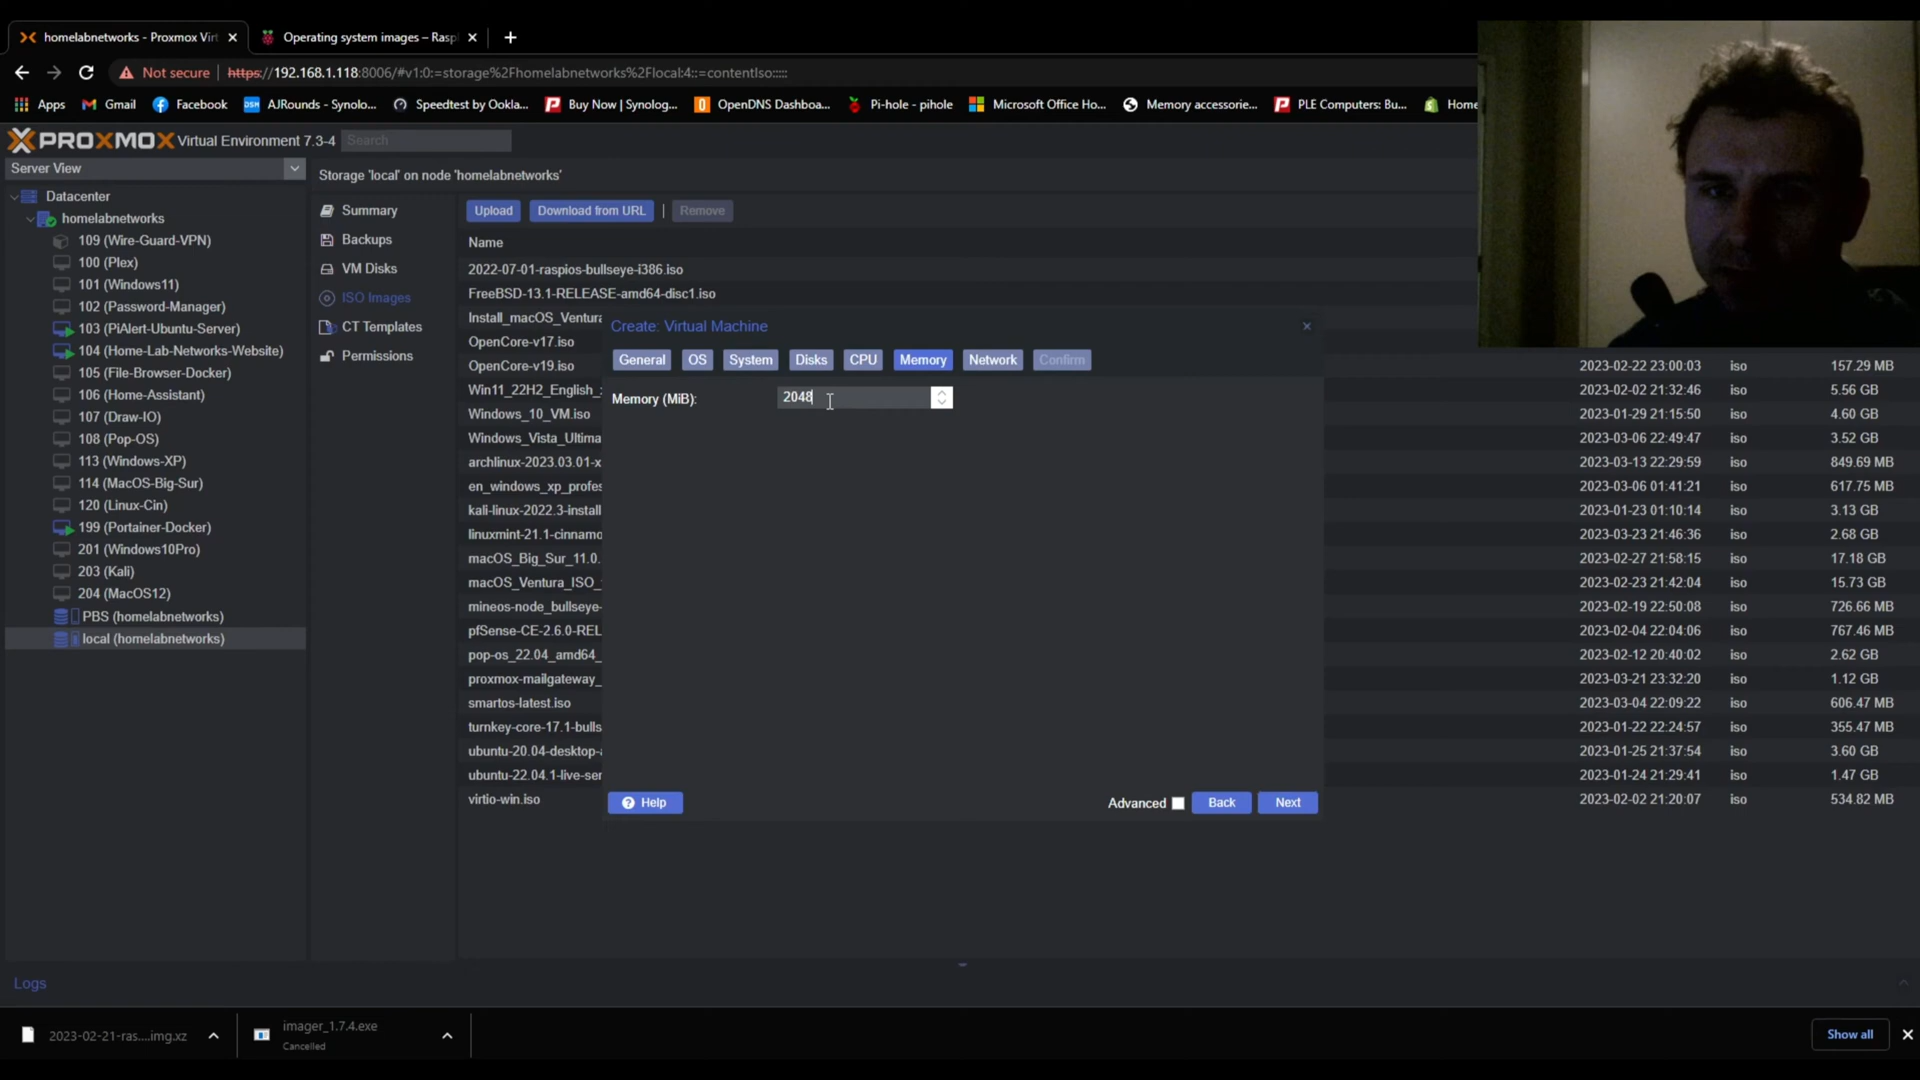 homelabnetworks - Proxmox Virt
Operating system images – Rasp
Not secure
https://192.168.1.118:8006/#v1:0:=storage%2Fhomelabnetworks%2Flocal:4::=contentIso:::::
Apps
Gmail
Facebook
AJRounds - Synolo...
Speedtest by Ookla...
Buy Now | Synolog...
OpenDNS Dashboa...
Pi-hole - pihole
Microsoft Office Ho...
Memory accessorie...
PLE Computers: Bu...
Home
PROXMOX Virtual Environment 7.3-4
Search
Server View
Storage 'local' on node 'homelabnetworks'
Datacenter
homelabnetworks
109 (Wire-Guard-VPN)
100 (Plex)
101 (Windows11)
102 (Password-Manager)
103 (PiAlert-Ubuntu-Server)
104 (Home-Lab-Networks-Website)
105 (File-Browser-Docker)
106 (Home-Assistant)
107 (Draw-IO)
108 (Pop-OS)
113 (Windows-XP)
114 (MacOS-Big-Sur)
120 (Linux-Cin)
199 (Portainer-Docker)
201 (Windows10Pro)
203 (Kali)
204 (MacOS12)
PBS (homelabnetworks)
local (homelabnetworks)
Summary
Backups
VM Disks
ISO Images
CT Templates
Permissions
Upload
Download from URL
Remove
Name
2022-07-01-raspios-bullseye-i386.iso
FreeBSD-13.1-RELEASE-amd64-disc1.iso
Install_macOS_Ventura
OpenCore-v17.iso
OpenCore-v19.iso 2023-02-22 23:00:03 iso 157.29 MB
Win11_22H2_English_ 2023-02-02 21:32:46 iso 5.56 GB
Windows_10_VM.iso 2023-01-29 21:15:50 iso 4.60 GB
Windows_Vista_Ultima 2023-03-06 22:49:47 iso 3.52 GB
archlinux-2023.03.01-x 2023-03-13 22:29:59 iso 849.69 MB
en_windows_xp_profes 2023-03-06 01:41:21 iso 617.75 MB
kali-linux-2022.3-install 2023-01-23 01:10:14 iso 3.13 GB
linuxmint-21.1-cinnamo 2023-03-23 21:46:36 iso 2.68 GB
macOS_Big_Sur_11.0. 2023-02-27 21:58:15 iso 17.18 GB
macOS_Ventura_ISO_ 2023-02-23 21:42:04 iso 15.73 GB
mineos-node_bullseye- 2023-02-19 22:50:08 iso 726.66 MB
pfSense-CE-2.6.0-REL 2023-02-04 22:04:06 iso 767.46 MB
pop-os_22.04_amd64_ 2023-02-12 20:40:02 iso 2.62 GB
proxmox-mailgateway_ 2023-03-21 23:32:20 iso 1.12 GB
smartos-latest.iso 2023-03-04 22:09:22 iso 606.47 MB
turnkey-core-17.1-bulls 2023-01-22 22:24:57 iso 355.47 MB
ubuntu-20.04-desktop-a 2023-01-25 21:37:54 iso 3.60 GB
ubuntu-22.04.1-live-ser 2023-01-24 21:29:41 iso 1.47 GB
virtio-win.iso 2023-02-02 21:20:07 iso 534.82 MB
Create: Virtual Machine
General
OS
System
Disks
CPU
Memory
Network
Confirm
Memory (MiB):
2048
Help
Advanced
Back
Next
Logs
2023-02-21-ras....img.xz
imager_1.7.4.exe
Cancelled
Show all